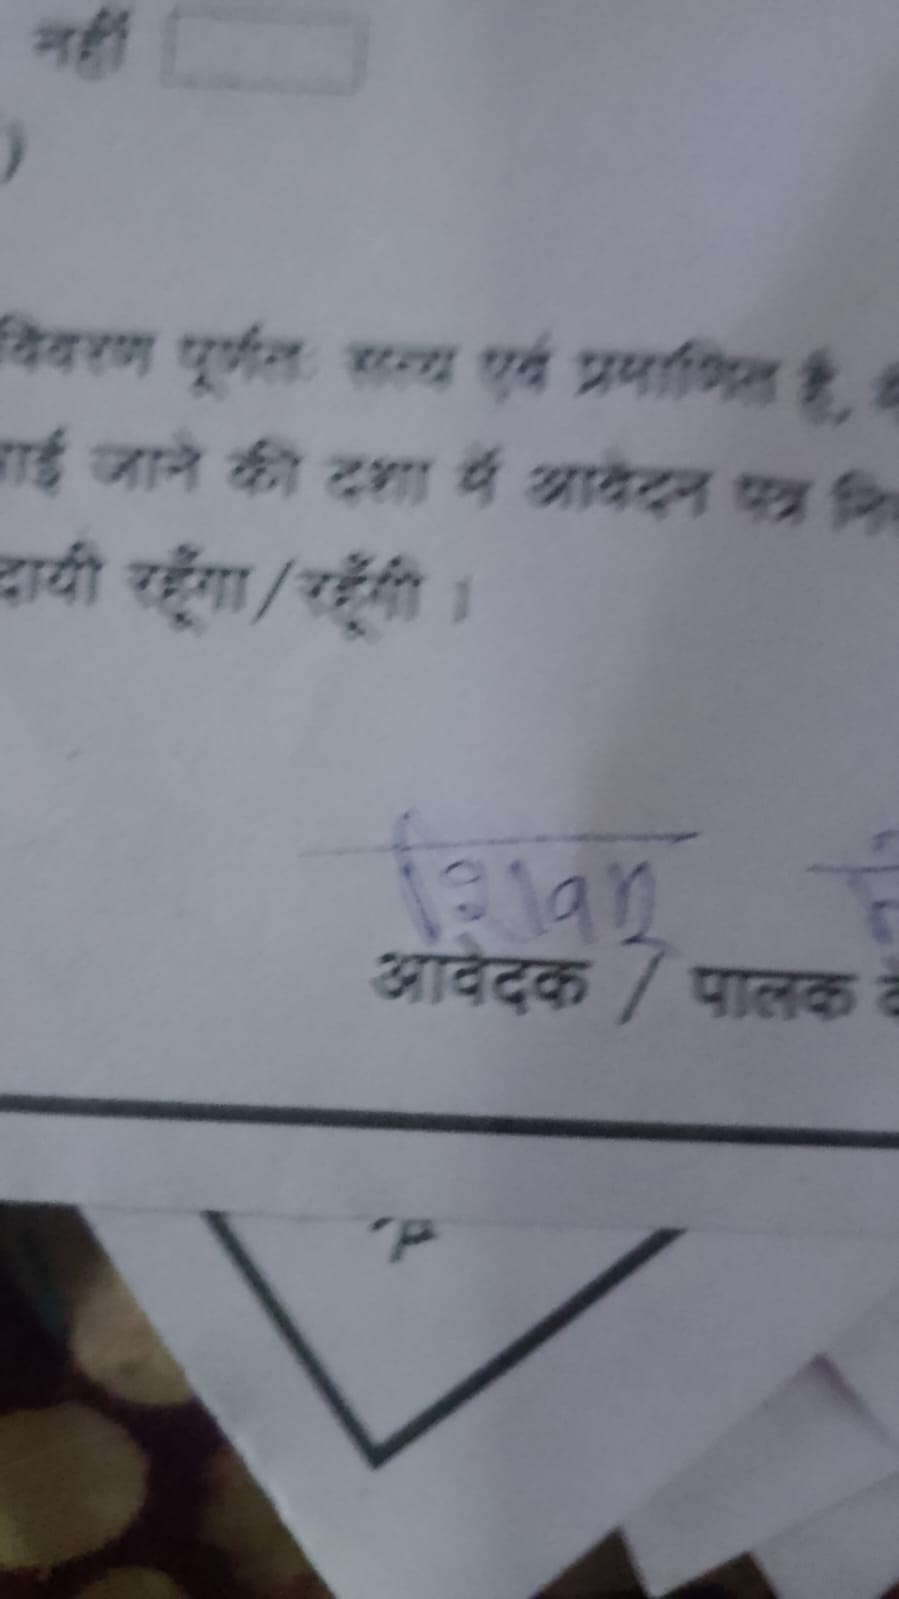 नहीं
)
विवरण पूर्णतः सत्य एवं प्रमाणित है,
जाने की दशा में आवेदन पत्र
रहूँगा/रहूँगी ।
आवेदक / पालक